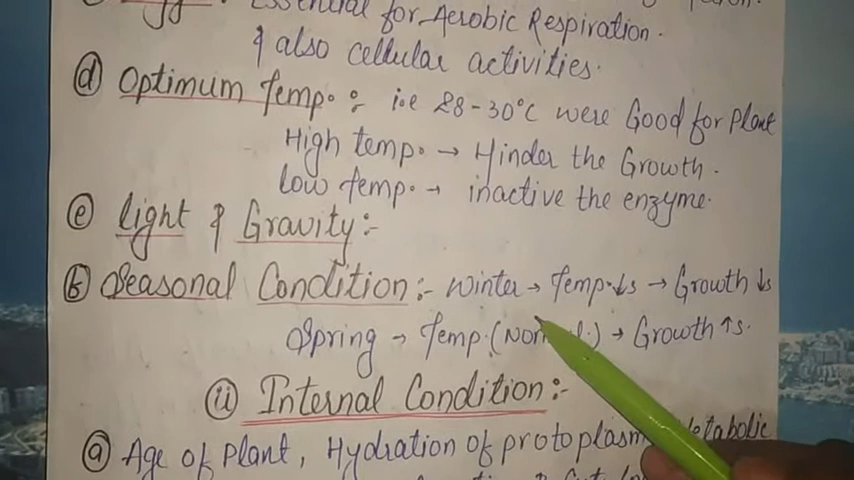 Essential for Aerobic Respiration.
& also cellular activities.
(d) Optimum Temp. :- i.e 28-30°C were Good for plant
High temp. → Hinder the Growth.
Low temp. → inactive the enzyme.
(e) light & Gravity:-
(b) Seasonal Condition:- Winter → Temp. ↓s → Growth ↓s
Spring → Temp. → Growth ↑s.
(ii) Internal Condition:-
(a) Age of plant, Hydration of protoplasm, Metabolic